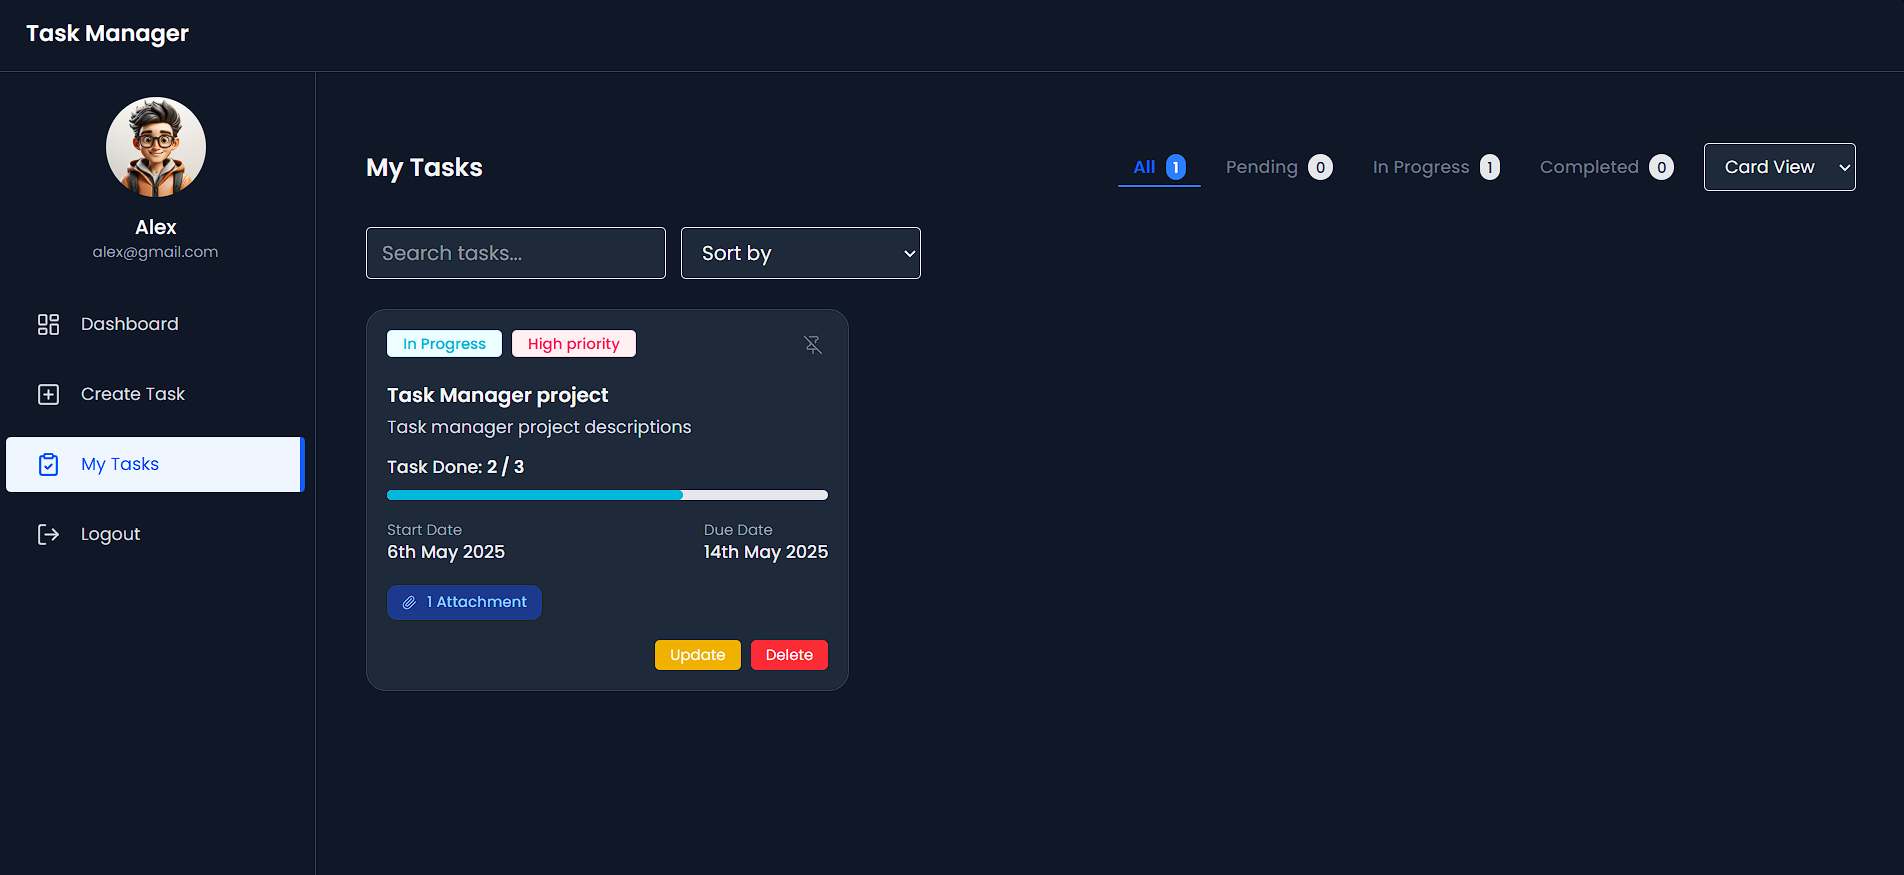 Task Manager
Alex
alex@gmail.com
Dashboard
Create Task
My Tasks
Logout
My Tasks
All 1 Pending 0 In Progress 1 Completed 0 Card View
Search tasks... Sort by
In Progress High priority
Task Manager project
Task manager project descriptions
Task Done: 2 / 3
Start Date Due Date
6th May 2025 14th May 2025
1 Attachment
Update Delete